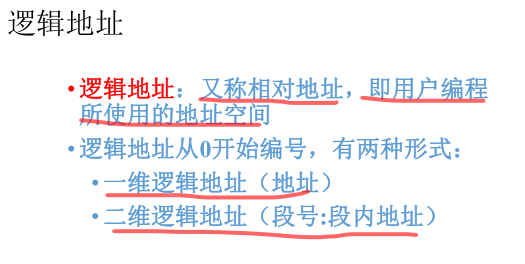 逻辑地址
•逻辑地址：又称相对地址，即用户编程
所使用的地址空间
•逻辑地址从0开始编号，有两种形式：
•一维逻辑地址（地址）
•二维逻辑地址（段号:段内地址）